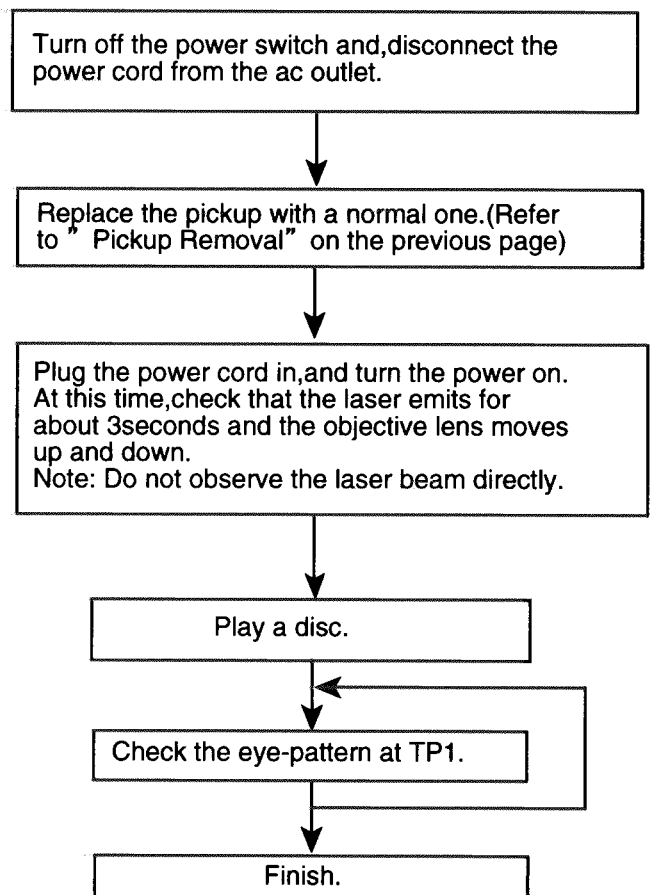 Turn off the power switch and,disconnect the
power cord from the ac outlet.
Replace the pickup with a normal one.(Refer
to " Pickup Removal" on the previous page)
Plug the power cord in,and turn the power on.
At this time,check that the laser emits for
about 3seconds and the objective lens moves
up and down.
Note: Do not observe the laser beam directly.
Play a disc.
Check the eye-pattern at TP1.
Finish.